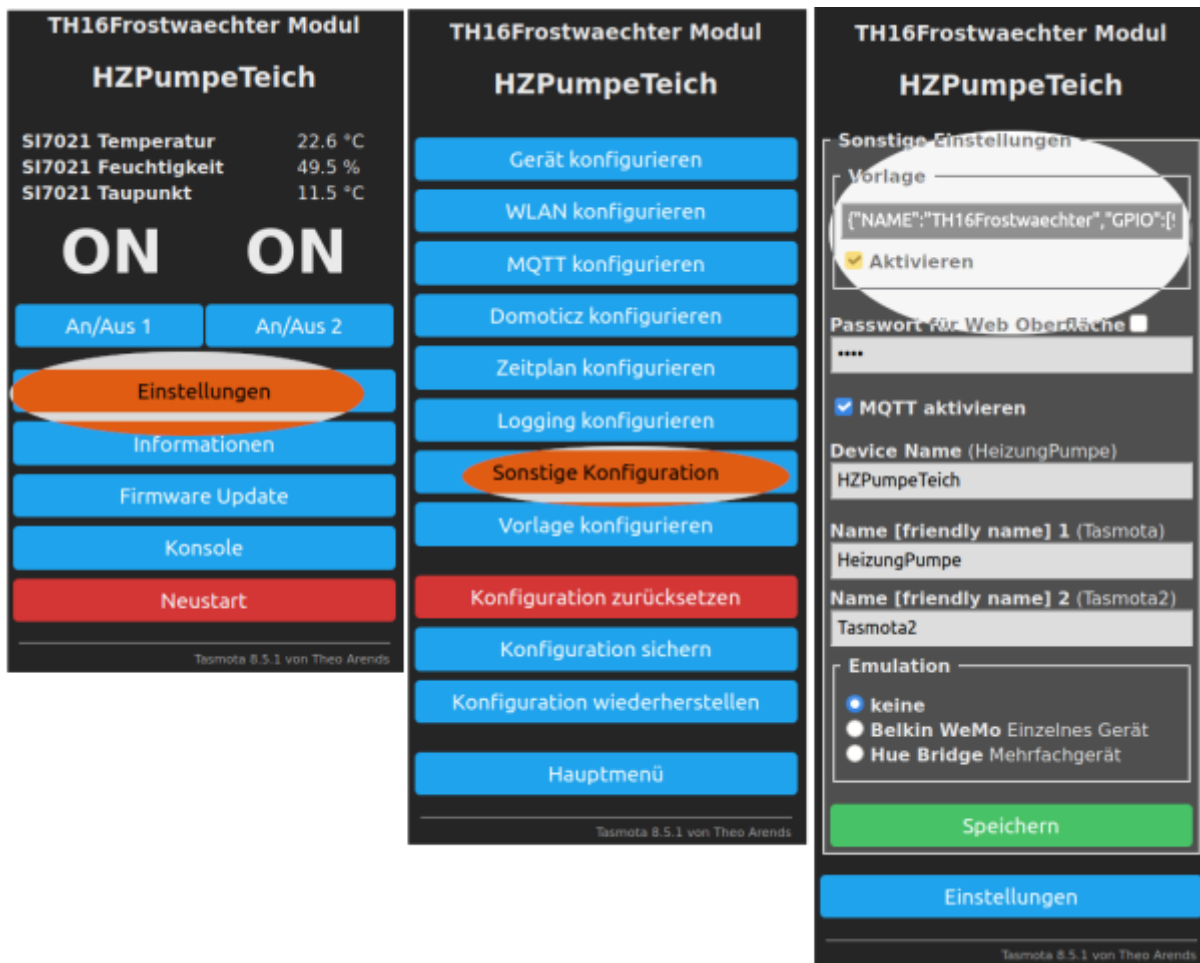 TH16Frostwaechter Modul
HZPumpeTeich
SI7021 Temperatur 22.6 °C
SI7021 Feuchtigkeit 49.5 %
SI7021 Taupunkt 11.5 °C
ON ON
An/Aus 1 An/Aus 2
Einstellungen
Informationen
Firmware Update
Konsole
Neustart
Tasmota 8.5.1 von Theo Arends
TH16Frostwaechter Modul
HZPumpeTeich
Gerät konfigurieren
WLAN konfigurieren
MQTT konfigurieren
Domoticz konfigurieren
Zeitplan konfigurieren
Logging konfigurieren
Sonstige Konfiguration
Vorlage konfigurieren
Konfiguration zurücksetzen
Konfiguration sichern
Konfiguration wiederherstellen
Hauptmenü
Tasmota 8.5.1 von Theo Arends
TH16Frostwaechter Modul
HZPumpeTeich
Sonstige Einstellungen
Vorlage
{"NAME":"TH16Frostwaechter","GPIO":[
Aktivieren
Passwort für Web Oberfläche
••••
MQTT aktivieren
Device Name (HeizungPumpe)
HZPumpeTeich
Name [friendly name] 1 (Tasmota)
HeizungPumpe
Name [friendly name] 2 (Tasmota2)
Tasmota2
Emulation
keine
Belkin WeMo Einzelnes Gerät
Hue Bridge Mehrfachgerät
Speichern
Einstellungen
Tasmota 8.5.1 von Theo Arends